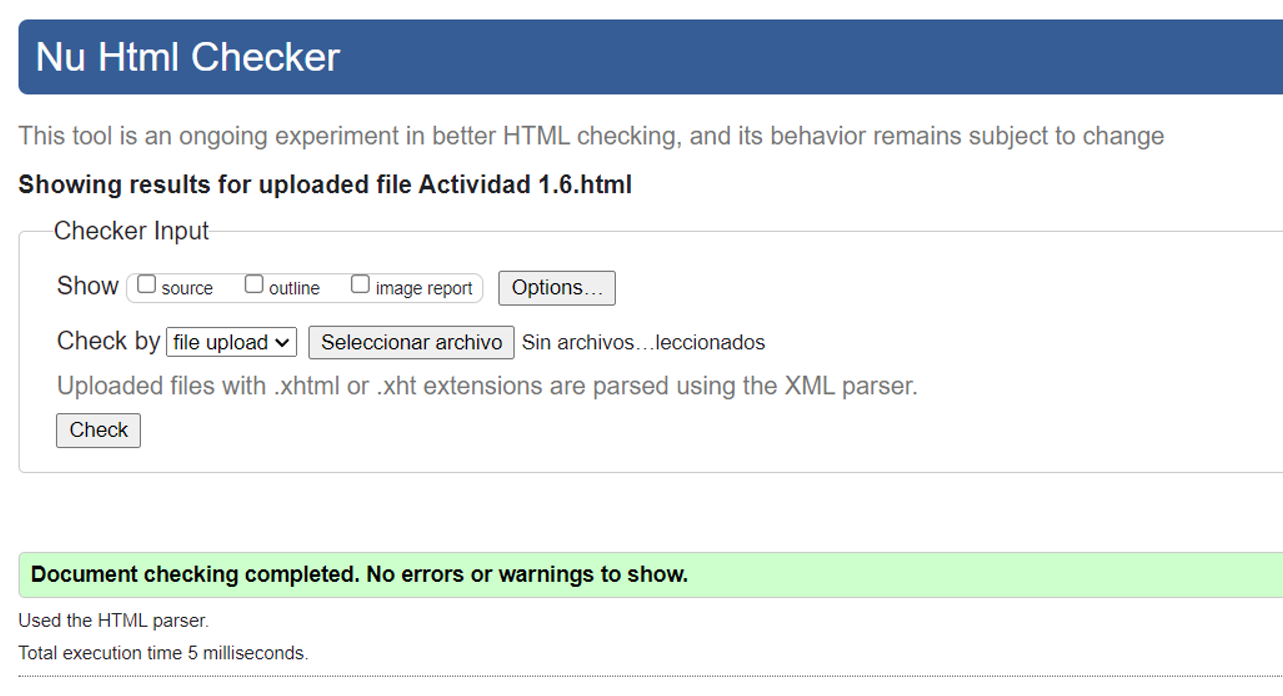 Nu Html Checker
This tool is an ongoing experiment in better HTML checking, and its behavior remains subject to change
Showing results for uploaded file Actividad 1.6.html
Checker Input
Show source outline image report Options...
Check by file upload Seleccionar archivo Sin archivos...leccionados
Uploaded files with .xhtml or .xht extensions are parsed using the XML parser.
Check
Document checking completed. No errors or warnings to show.
Used the HTML parser.
Total execution time 5 milliseconds.